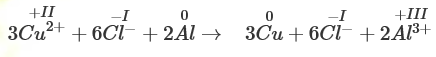 +II −I 0 0 −I +III
3Cu²⁺ + 6Cl⁻ + 2Al → 3Cu + 6Cl⁻ + 2Al³⁺